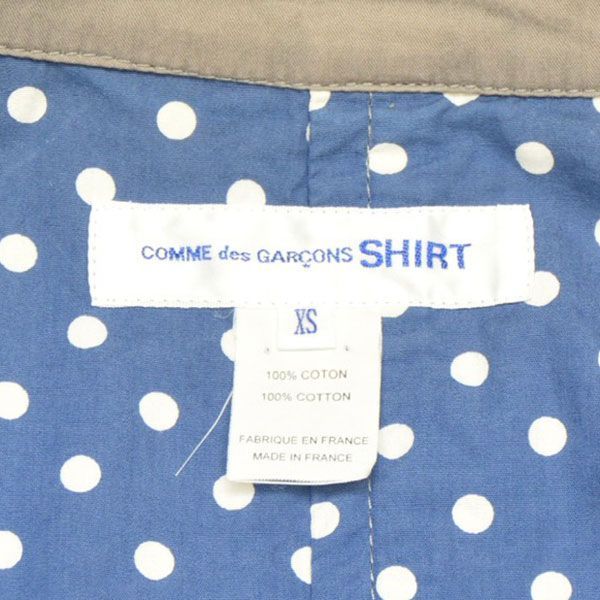 COMME des GARÇONS SHIRT
XS
100% COTON
100% COTTON
FABRIQUE EN FRANCE
MADE IN FRANCE